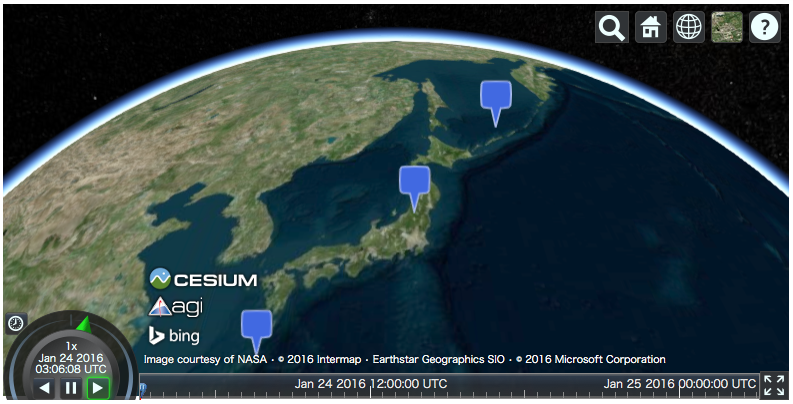 ?
CESIUM
agi
bing
Image courtesy of NASA • © 2016 Intermap • Earthstar Geographics SIO • © 2016 Microsoft Corporation
1x
Jan 24 2016
03:06:08 UTC
Jan 24 2016 12:00:00 UTC
Jan 25 2016 00:00:00 UTC